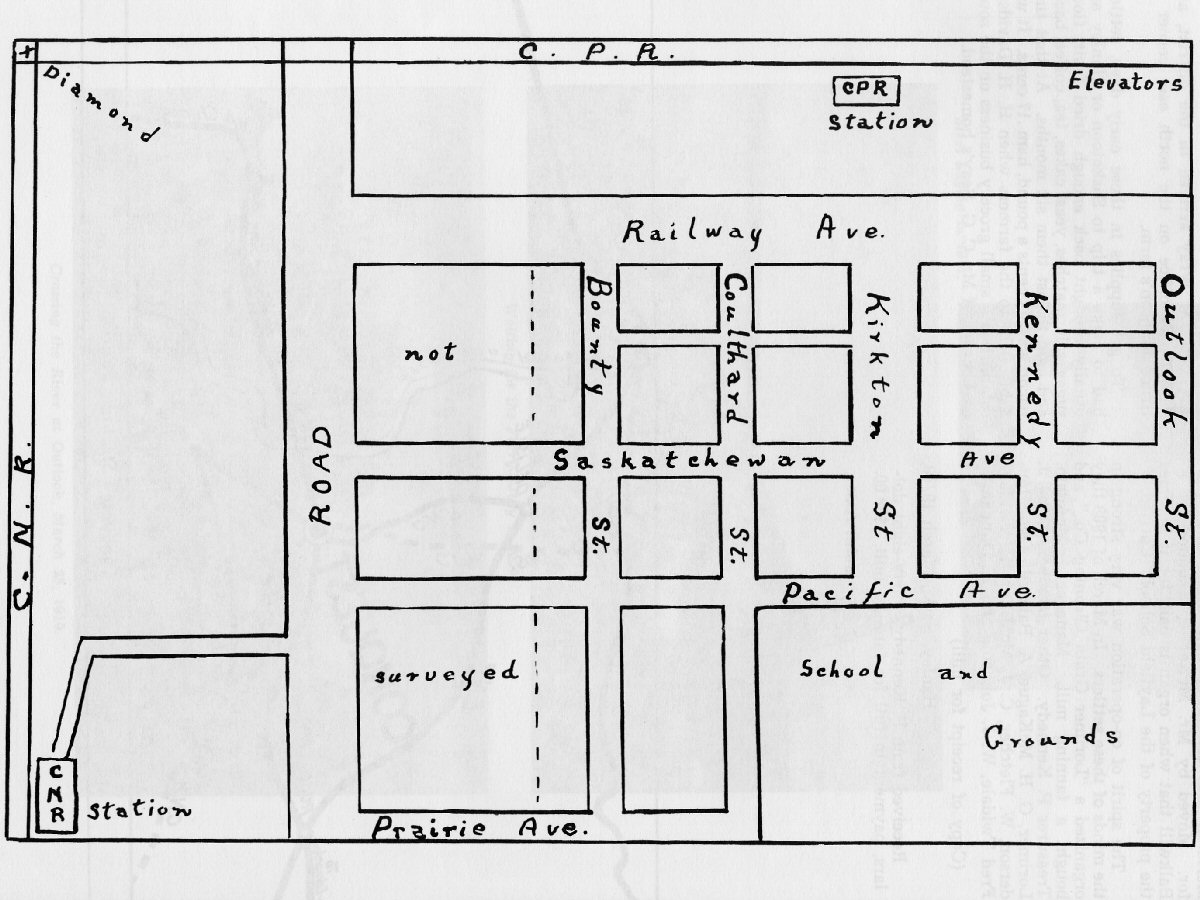 + C. P. R.
Diamond
CPR
Station
Elevators
Railway Ave.
not
Bounty St.
Coulthard St.
Kirkton St
Kennedy St.
Outlook St.
C. N. R.
ROAD
Saskatchewan Ave
Pacific Ave.
surveyed
School and
Grounds
CNR
Station
Prairie Ave.